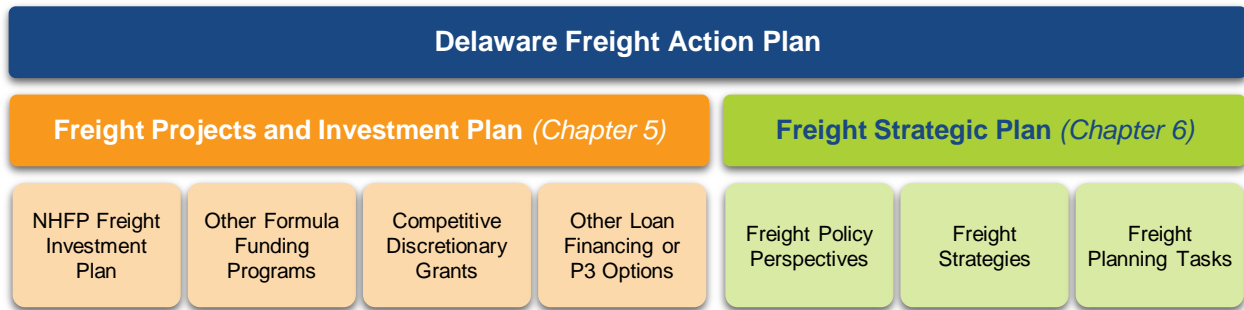 Delaware Freight Action Plan
Freight Projects and Investment Plan (Chapter 5)
Freight Strategic Plan (Chapter 6)
NHFP Freight
Investment
Plan
Other Formula
Funding
Programs
Competitive
Discretionary
Grants
Other Loan
Financing or
P3 Options
Freight Policy
Perspectives
Freight
Strategies
Freight
Planning Tasks